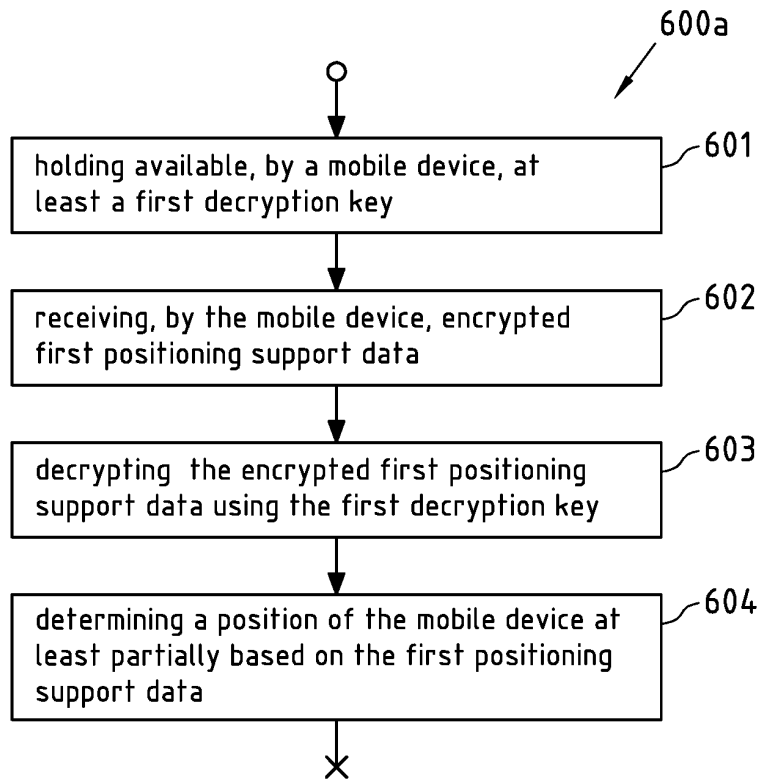 600a
holding available, by a mobile device, at
least a first decryption key
601
receiving, by the mobile device, encrypted
first positioning support data
602
decrypting the encrypted first positioning
support data using the first decryption key
603
determining a position of the mobile device at
least partially based on the first positioning
support data
604